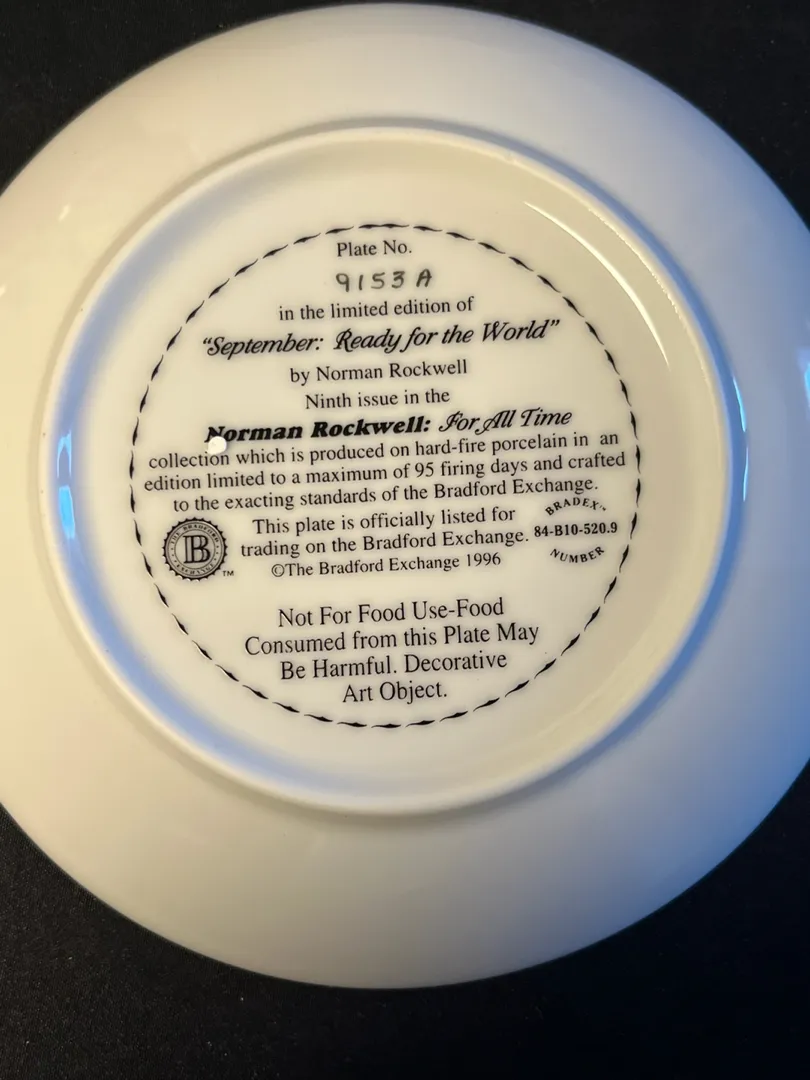 Plate No.
9153A
in the limited edition of
“September: Ready for the World”
by Norman Rockwell
Ninth issue in the
Norman Rockwell: For All Time
collection which is produced on hard-fire porcelain in an
edition limited to a maximum of 95 firing days and crafted
to the exacting standards of the Bradford Exchange.
This plate is officially listed for
trading on the Bradford Exchange.
©The Bradford Exchange 1996
THE BRADFORD EXCHANGE
B
TM
BRADEX
84-B10-520.9
NUMBER
Not For Food Use-Food
Consumed from this Plate May
Be Harmful. Decorative
Art Object.